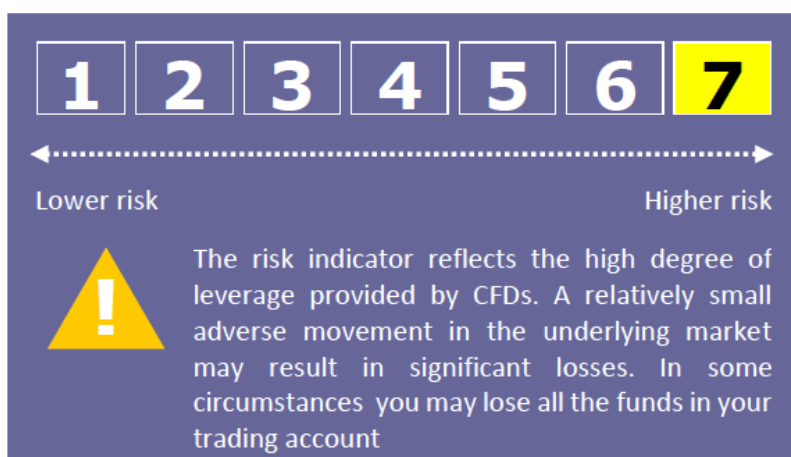 1 2 3 4 5 6 7
Lower risk Higher risk
!
The risk indicator reflects the high degree of
leverage provided by CFDs. A relatively small
adverse movement in the underlying market
may result in significant losses. In some
circumstances you may lose all the funds in your
trading account